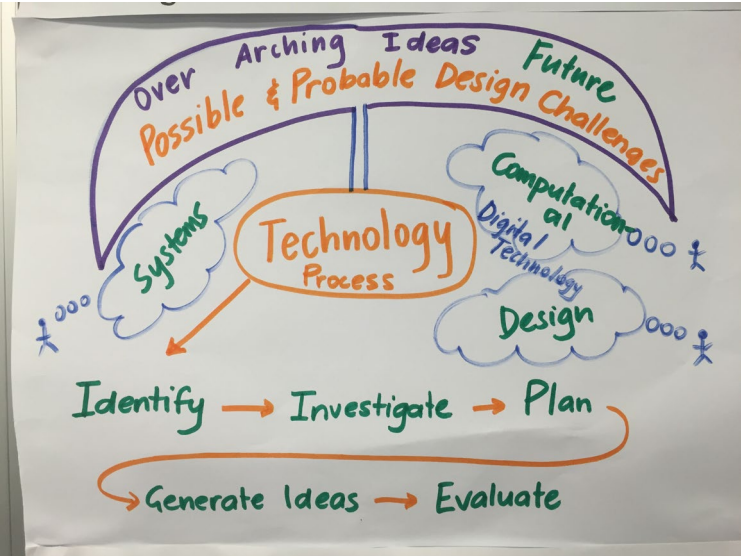 Over Arching Ideas Future
Possible & Probable Design Challenges
Systems
Technology
Process
Computation-
al
Digital
Technology
Design
Identify → Investigate → Plan
Generate Ideas → Evaluate